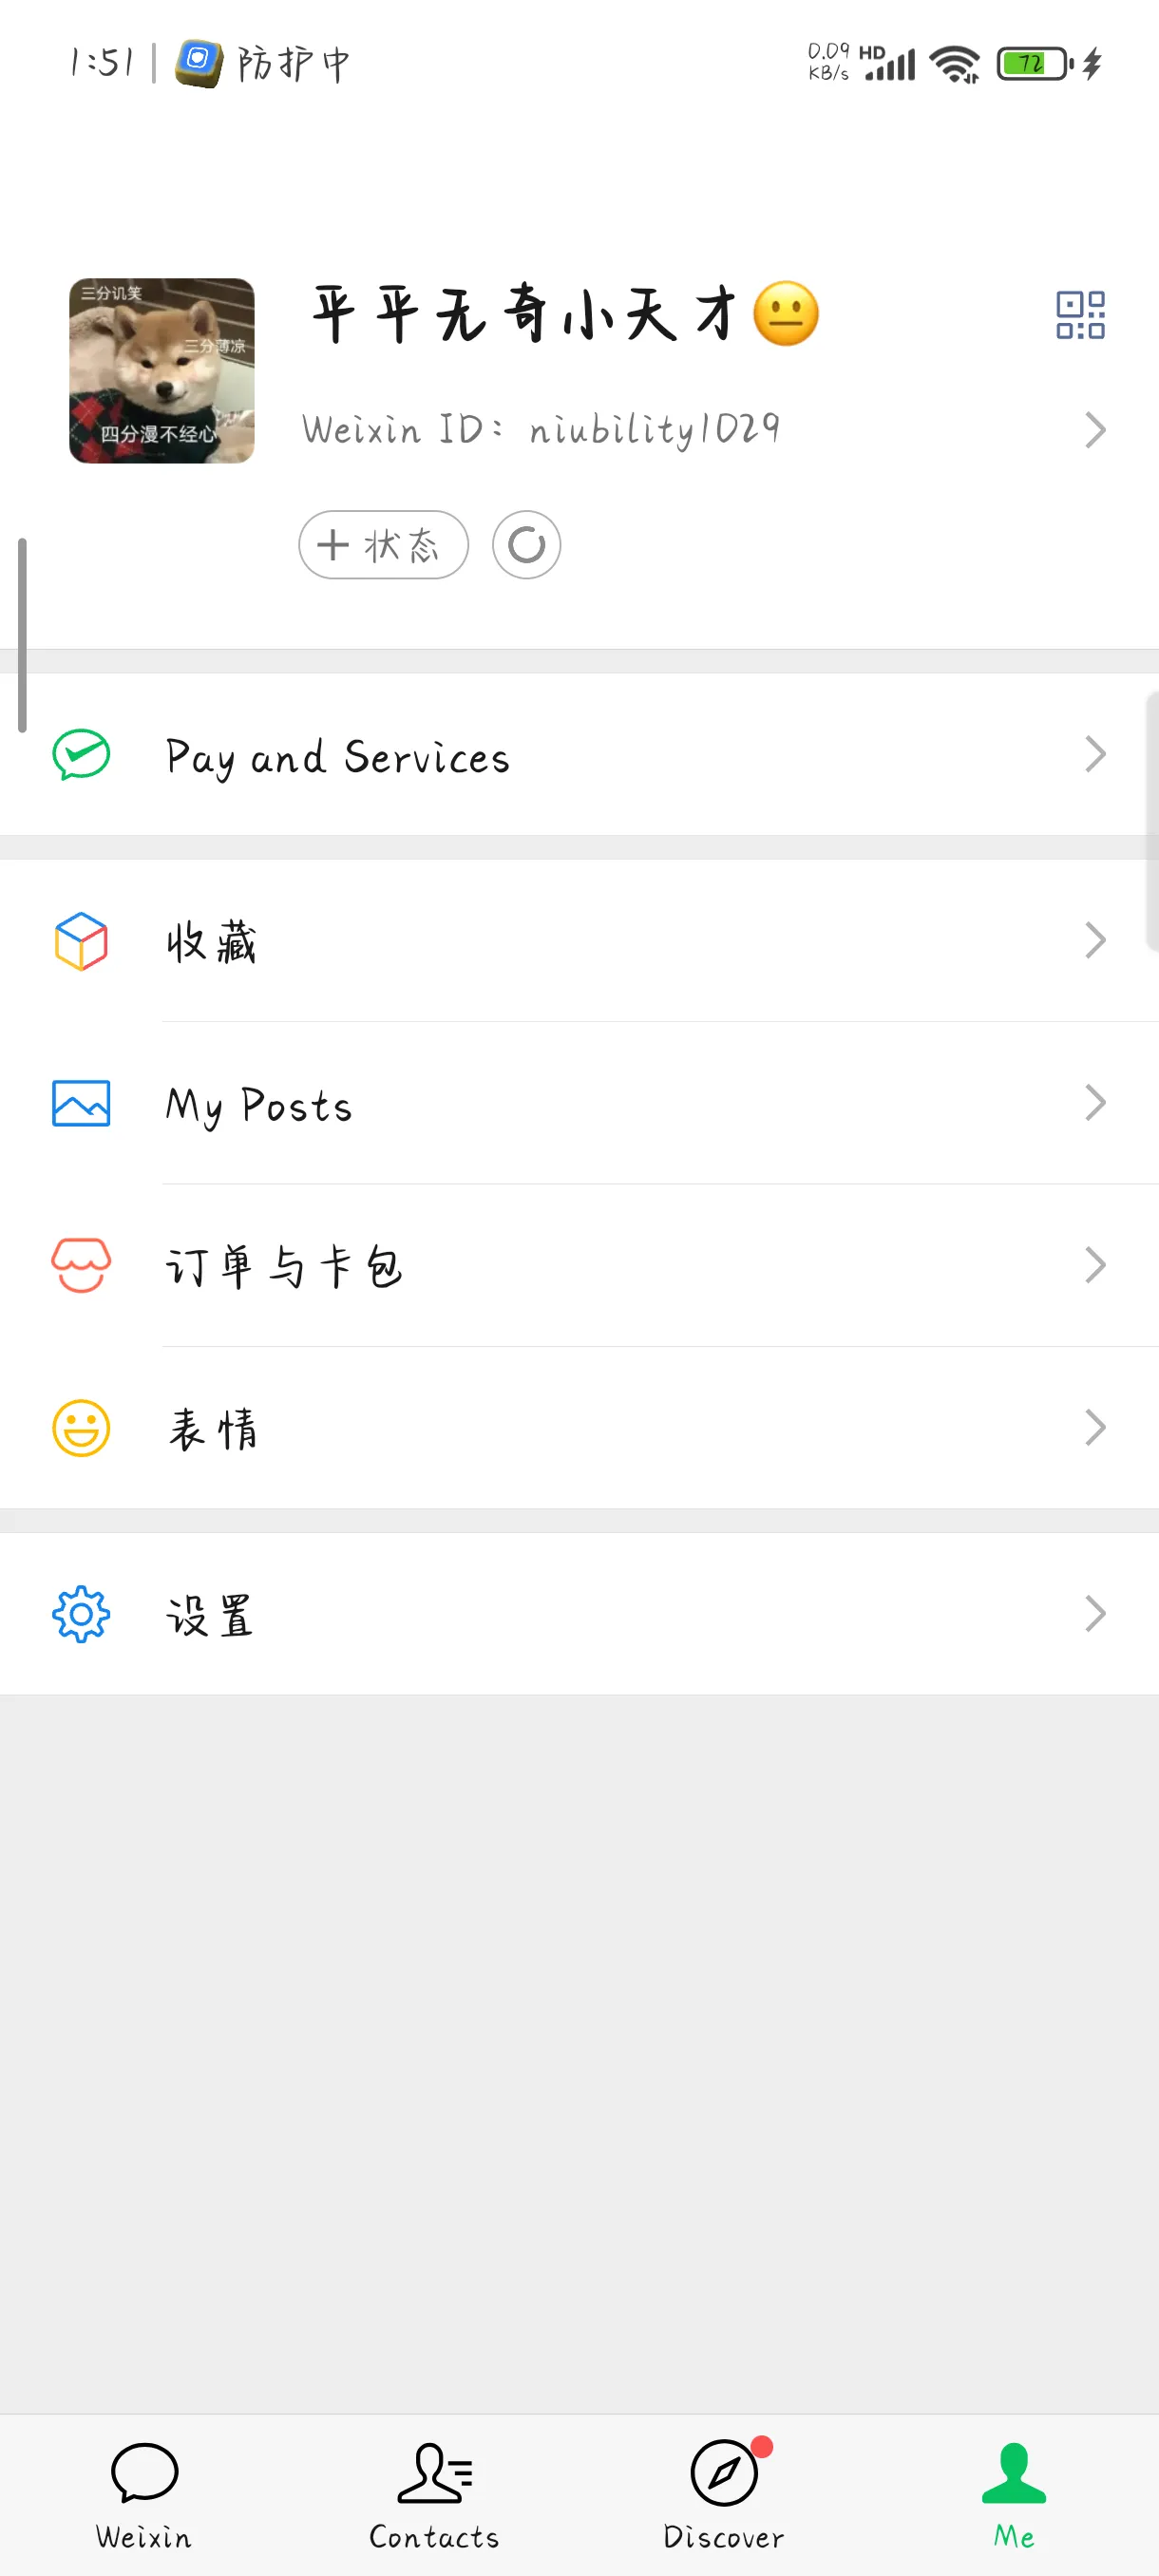 1:51 | 防护中 0.09 KB/s HD 72
三分讥笑
平平无奇小天才😐
三分薄凉
四分漫不经心
Weixin ID: niubility1029
+ 状态
Pay and Services
收藏
My Posts
订单与卡包
表情
设置
Weixin Contacts Discover Me